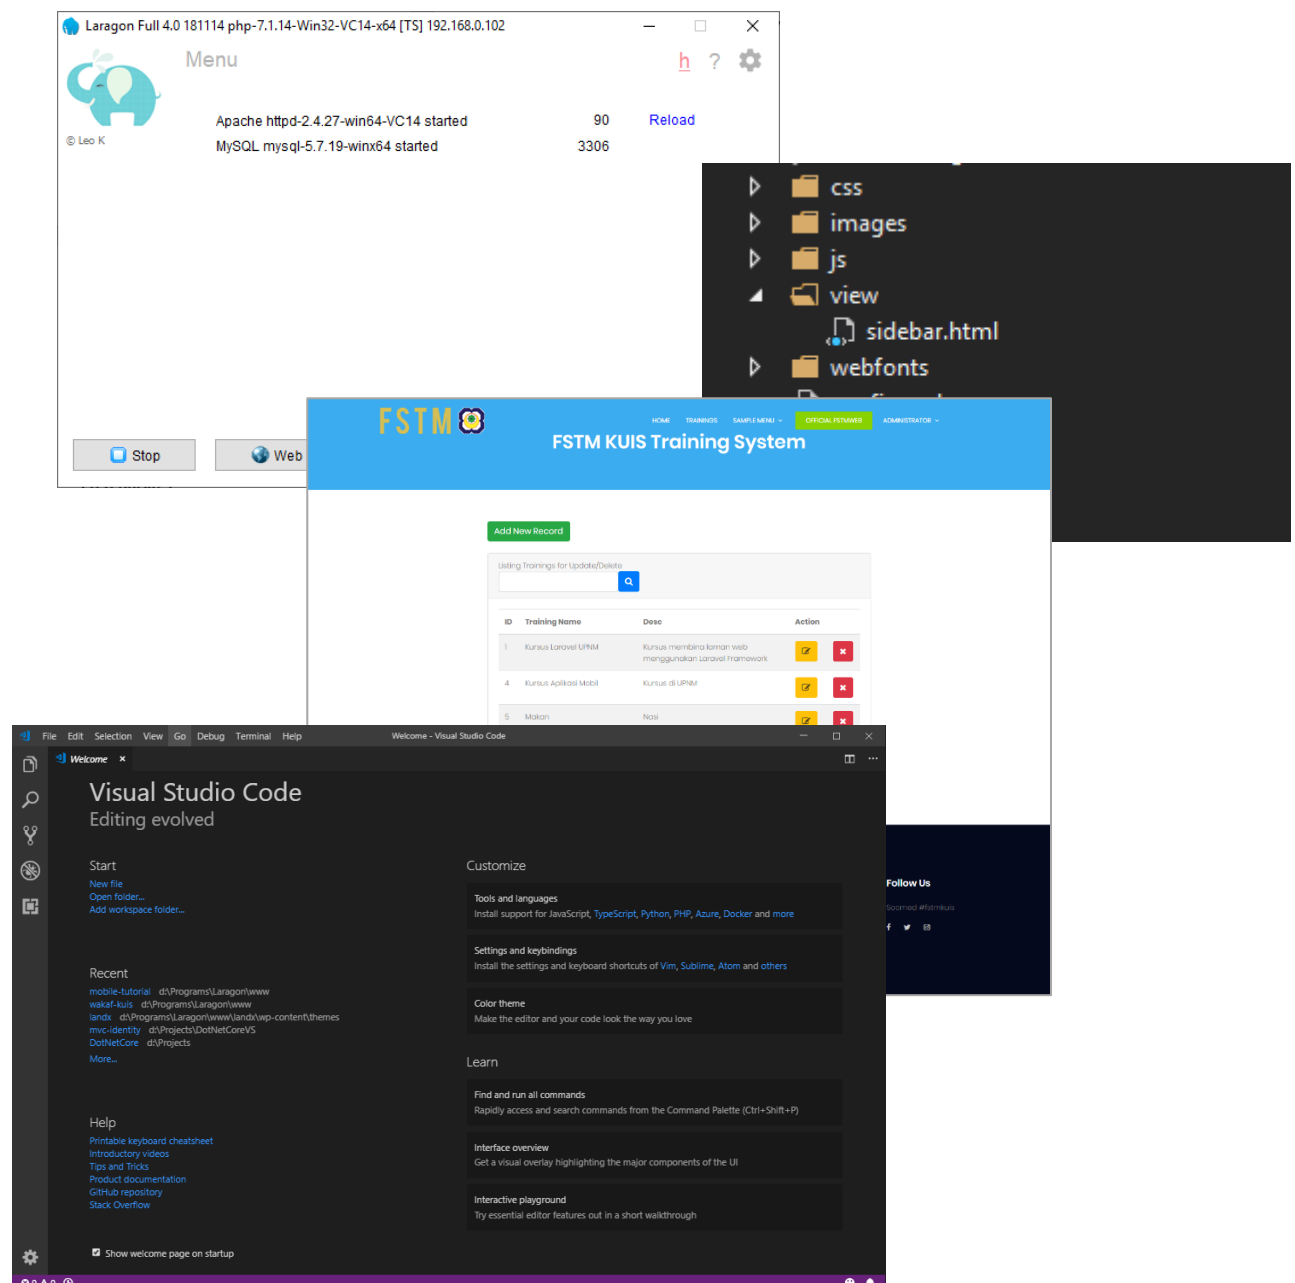 Laragon Full 4.0 181114 php-7.1.14-Win32-VC14-x64 [TS] 192.168.0.102
Menu
h ?
© Leo K
Apache httpd-2.4.27-win64-VC14 started 90 Reload
MySQL mysql-5.7.19-winx64 started 3306
Stop
Web
css
images
js
view
sidebar.html
webfonts
FSTM
HOME TRAININGS SAMPLE MENU OFFICIAL FSTMWEB ADMINISTRATOR
FSTM KUIS Training System
Add New Record
Listing Trainings for Update/Delete
ID Training Name Desc Action
1 Kursus Laravel UPNM Kursus membina laman web
menggunakan Laravel Framework
4 Kursus Aplikasi Mobil Kursus di UPNM
5 Makan Nasi
Follow Us
Socmed #fstmkuis
File Edit Selection View Go Debug Terminal Help Welcome - Visual Studio Code
Welcome
Visual Studio Code
Editing evolved
Start
New file
Open folder...
Add workspace folder...
Recent
mobile-tutorial d:\Programs\Laragon\www
wakaf-kuis d:\Programs\Laragon\www
landx d:\Programs\Laragon\www\landx\wp-content\themes
mvc-identity d:\Projects\DotNetCoreVS
DotNetCore d:\Projects
More...
Help
Printable keyboard cheatsheet
Introductory videos
Tips and Tricks
Product documentation
GitHub repository
Stack Overflow
Show welcome page on startup
Customize
Tools and languages
Install support for JavaScript, TypeScript, Python, PHP, Azure, Docker and more
Settings and keybindings
Install the settings and keyboard shortcuts of Vim, Sublime, Atom and others
Color theme
Make the editor and your code look the way you love
Learn
Find and run all commands
Rapidly access and search commands from the Command Palette (Ctrl+Shift+P)
Interface overview
Get a visual overlay highlighting the major components of the UI
Interactive playground
Try essential editor features out in a short walkthrough